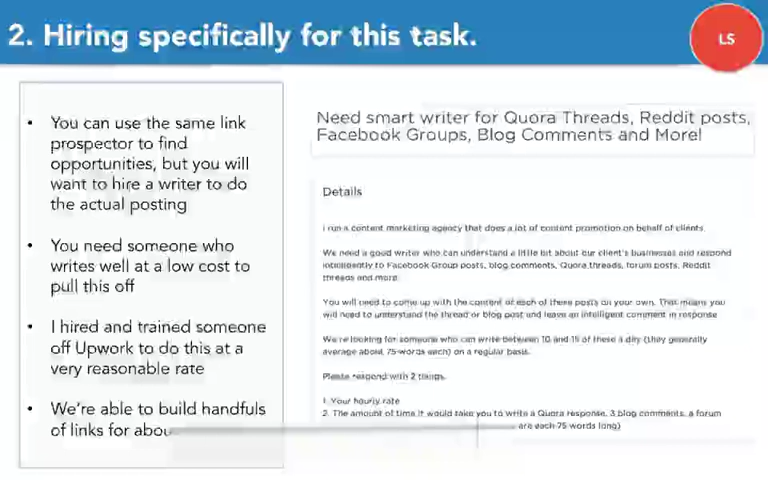 2. Hiring specifically for this task.
LS
• You can use the same link
prospector to find
opportunities, but you will
want to hire a writer to do
the actual posting
• You need someone who
writes well at a low cost to
pull this off
• I hired and trained someone
off Upwork to do this at a
very reasonable rate
• We're able to build handfuls
of links for
Need smart writer for Quora Threads, Reddit posts,
Facebook Groups, Blog Comments and More!
Details
I run a content marketing agency that does a lot of content promotion on behalf of clients.
We need a good writer who can understand a little bit about our client's businesses and respond
intelligently to Facebook Group posts, blog comments, Quora threads, forum posts, Reddit
threads and more.
You will need to come up with the content of each of these posts on your own. That means you
will need to understand the thread or blog post and leave an intelligent comment in response
We're looking for someone who can write between 10 and 15 of these a day (they generally
average about 75-words each) on a regular basis.
Please respond with 2 things.
1. Your hourly rate
2. The amount of time it would take you to write a Quora response, 3 blog comments, a forum
are each 75 words long)